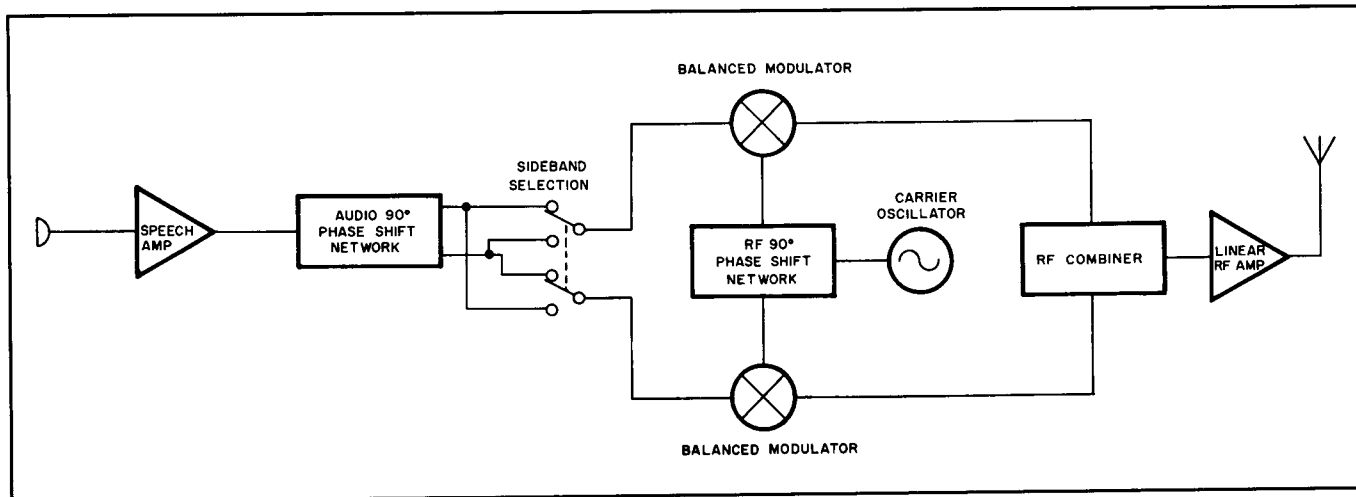 BALANCED MODULATOR
SIDEBAND
SELECTION
CARRIER
OSCILLATOR
SPEECH
AMP
AUDIO 90°
PHASE SHIFT
NETWORK
RF 90°
PHASE SHIFT
NETWORK
RF COMBINER
LINEAR
RF AMP
BALANCED MODULATOR